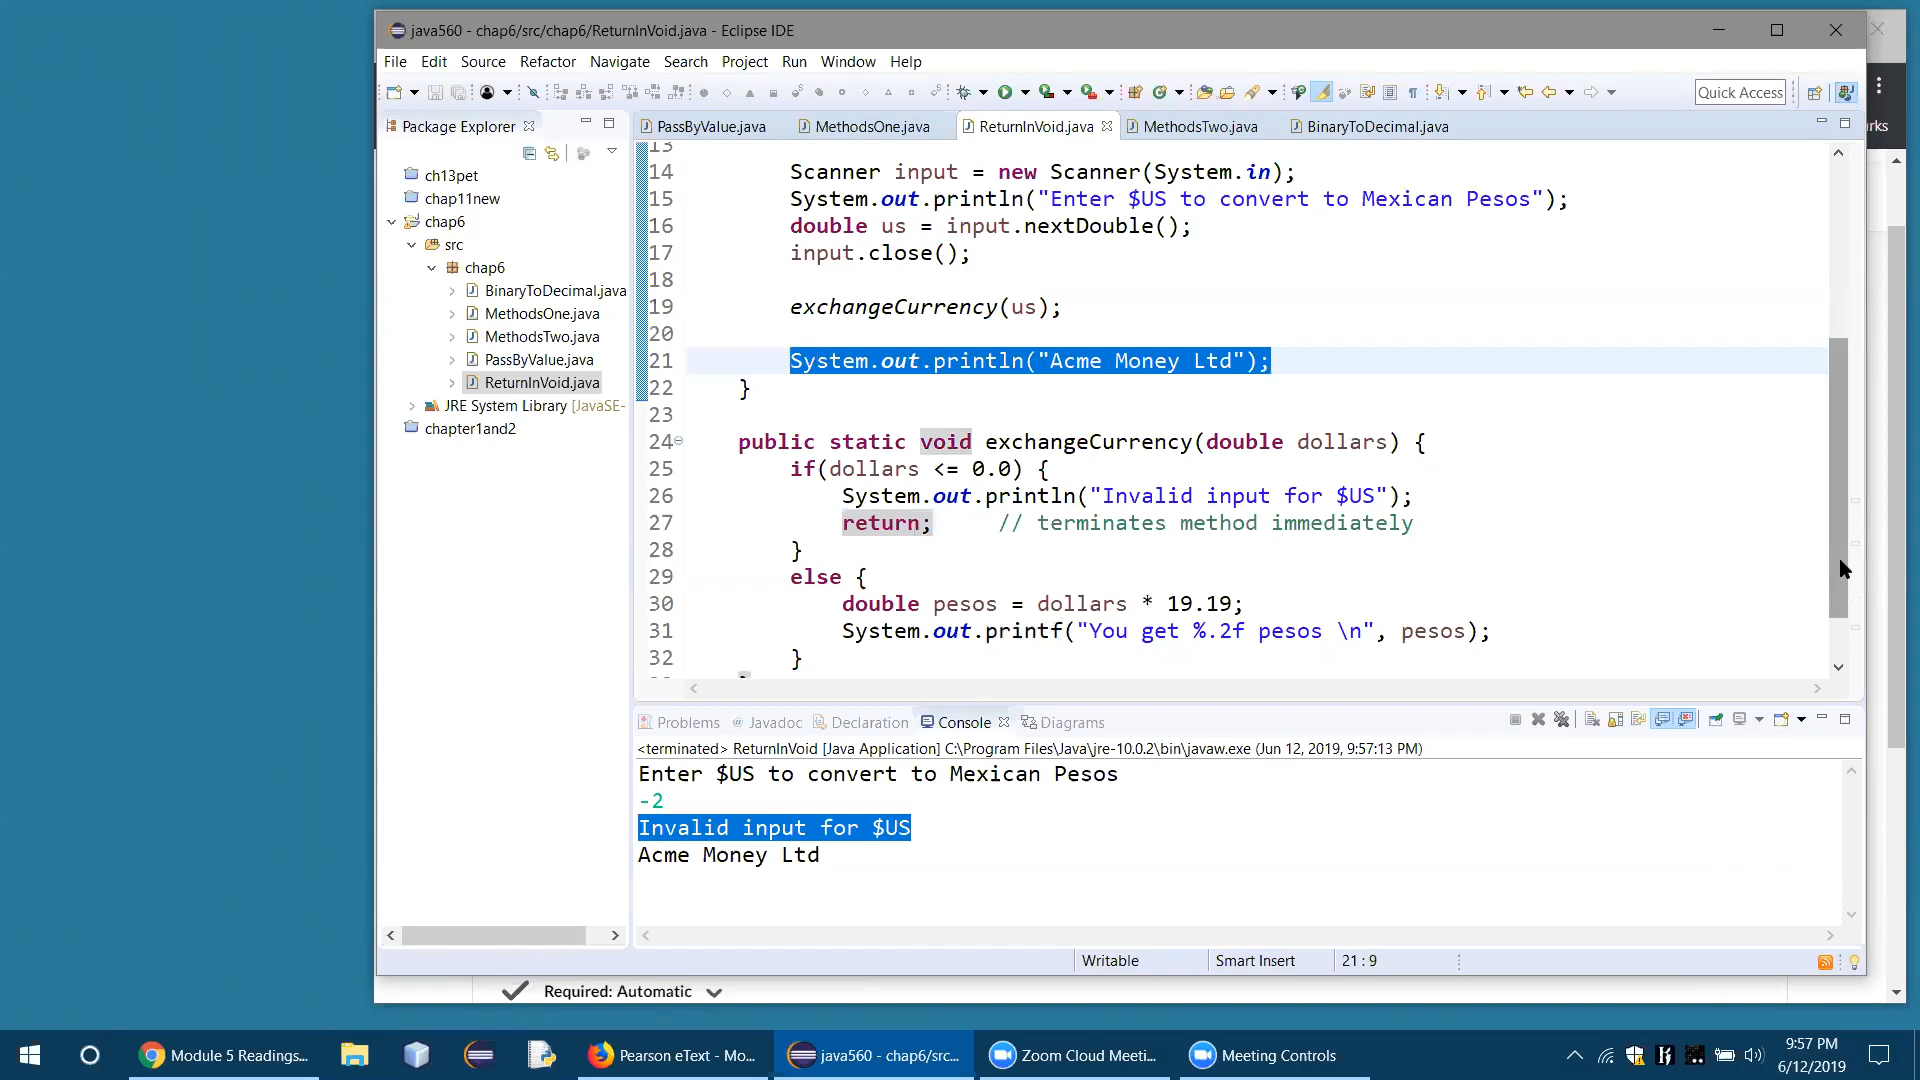 java560 - chap6/src/chap6/ReturnInVoid.java - Eclipse IDE
File Edit Source Refactor Navigate Search Project Run Window Help
Quick Access
Package Explorer
PassByValue.java MethodsOne.java ReturnInVoid.java MethodsTwo.java BinaryToDecimal.java
rks
ch13pet
chap11new
chap6
src
chap6
BinaryToDecimal.java
MethodsOne.java
MethodsTwo.java
PassByValue.java
ReturnInVoid.java
JRE System Library [JavaSE-
chapter1and2
13
14 Scanner input = new Scanner(System.in);
15 System.out.println("Enter $US to convert to Mexican Pesos");
16 double us = input.nextDouble();
17 input.close();
18
19 exchangeCurrency(us);
20
21 System.out.println("Acme Money Ltd");
22 }
23
24 public static void exchangeCurrency(double dollars) {
25 if(dollars <= 0.0) {
26 System.out.println("Invalid input for $US");
27 return; // terminates method immediately
28 }
29 else {
30 double pesos = dollars * 19.19;
31 System.out.printf("You get %.2f pesos \n", pesos);
32 }
Problems Javadoc Declaration Console Diagrams
<terminated> ReturnInVoid [Java Application] C:\Program Files\Java\jre-10.0.2\bin\javaw.exe (Jun 12, 2019, 9:57:13 PM)
Enter $US to convert to Mexican Pesos
-2
Invalid input for $US
Acme Money Ltd
Writable Smart Insert 21 : 9
Required: Automatic
Module 5 Readings... Pearson eText - Mo... java560 - chap6/src... Zoom Cloud Meeti... Meeting Controls
9:57 PM
6/12/2019